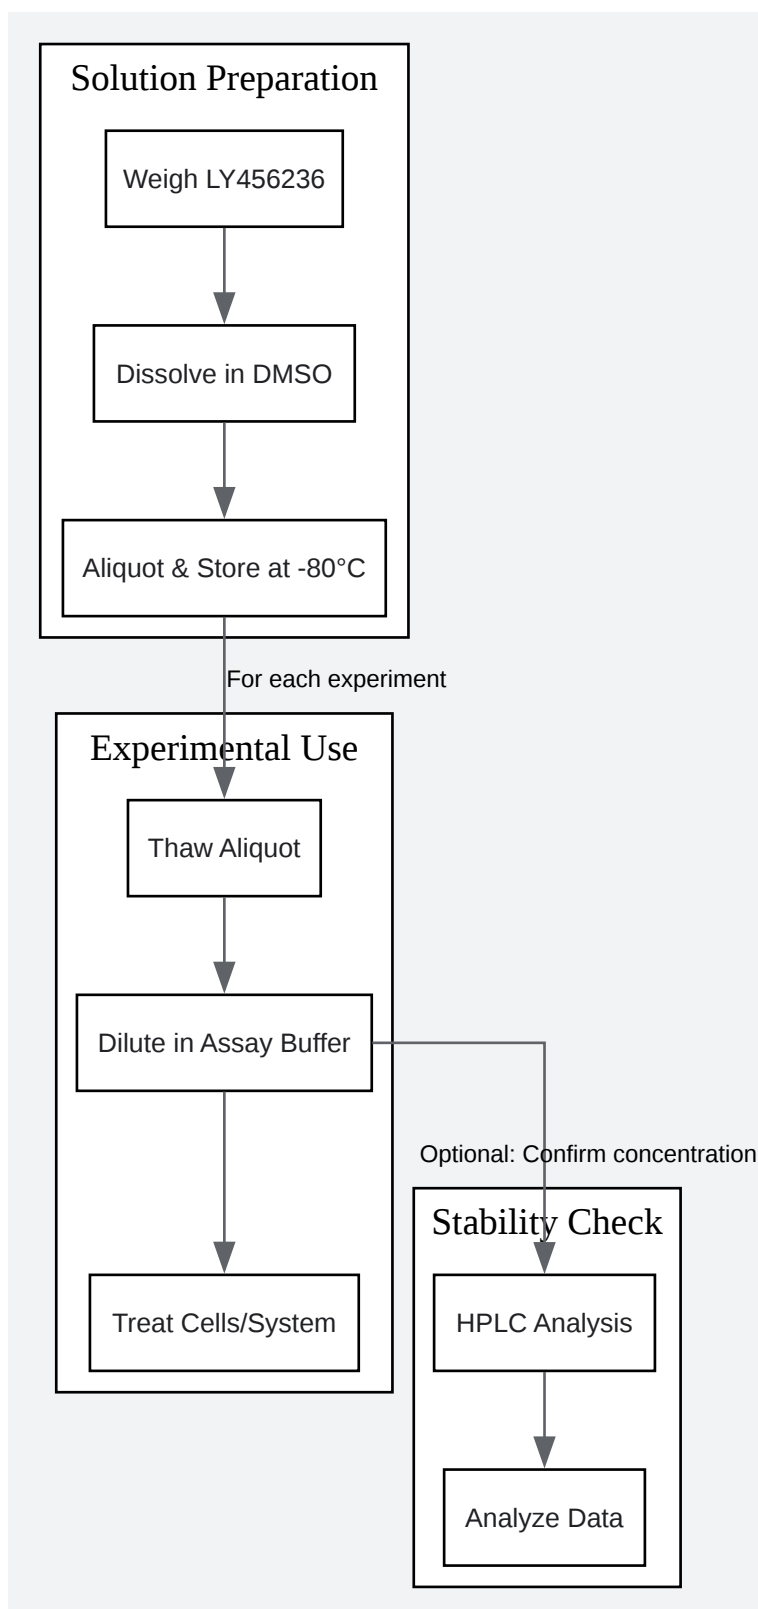 Solution Preparation
Weigh LY456236
Dissolve in DMSO
Aliquot & Store at -80°C
For each experiment
Experimental Use
Thaw Aliquot
Dilute in Assay Buffer
Optional: Confirm concentration
Stability Check
Treat Cells/System
HPLC Analysis
Analyze Data